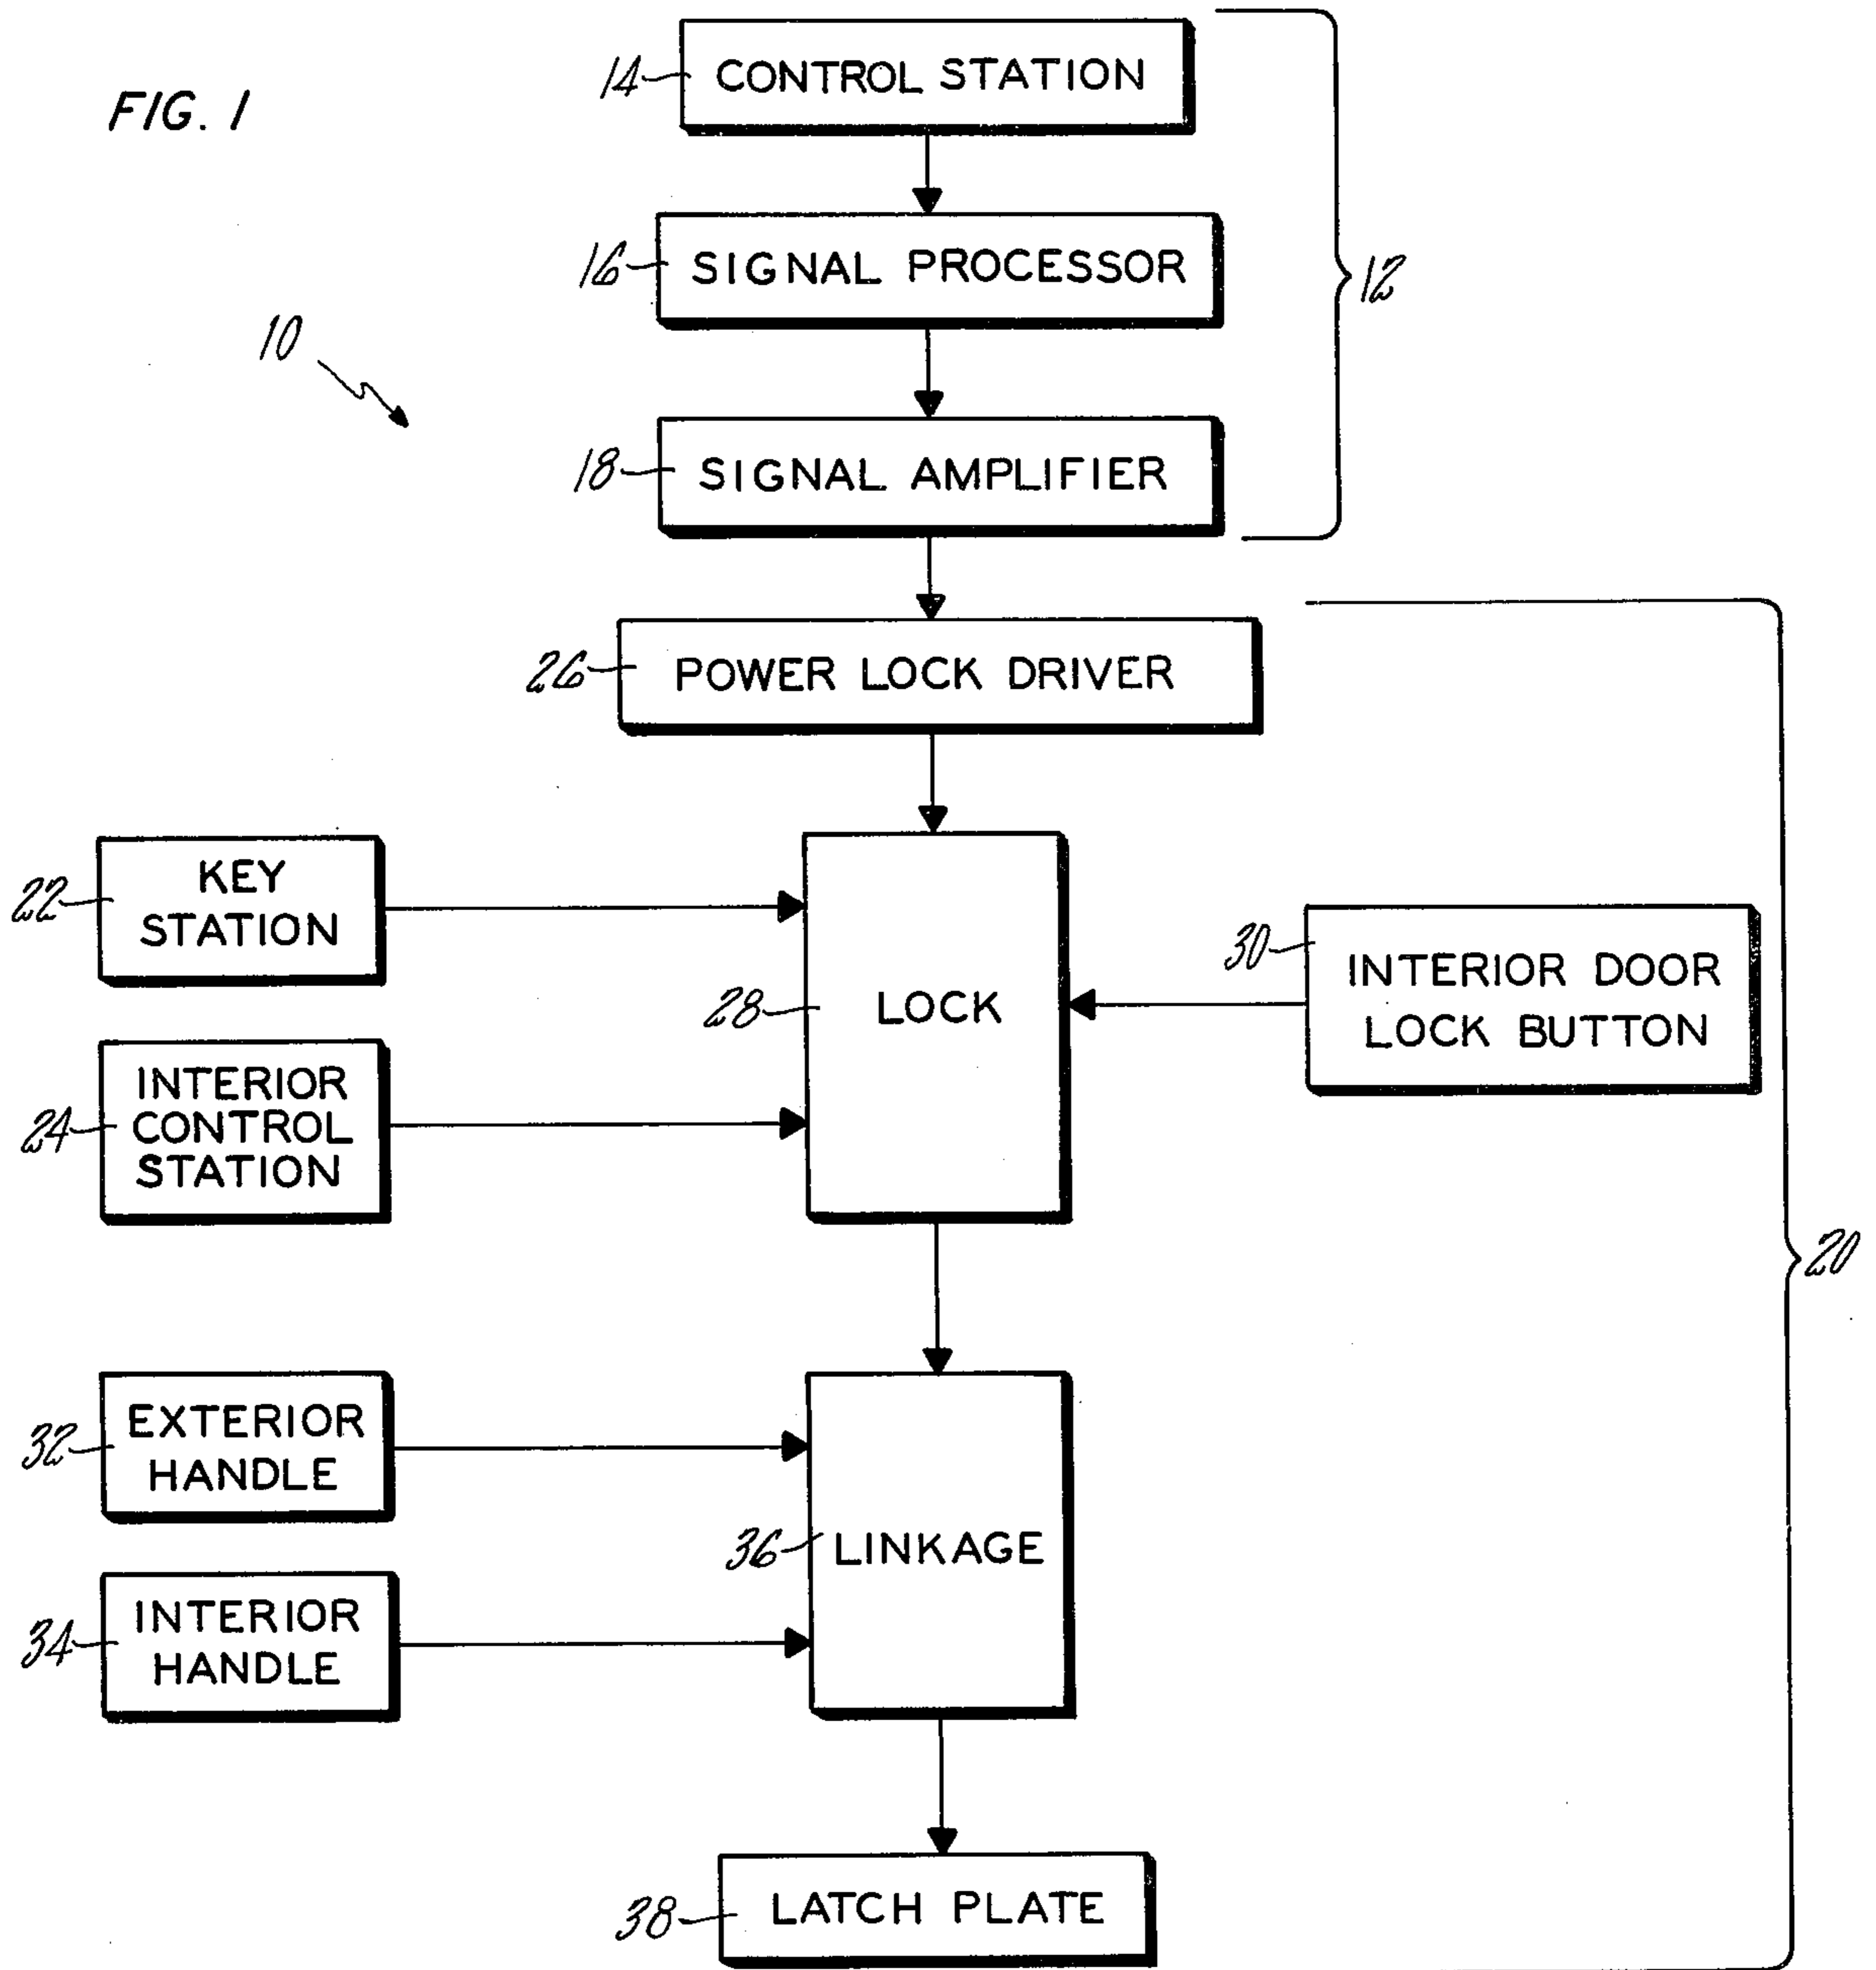 FIG. 1
14
CONTROL STATION
16
SIGNAL PROCESSOR
12
10
18
SIGNAL AMPLIFIER
26
POWER LOCK DRIVER
22
KEY
STATION
28
LOCK
30
INTERIOR DOOR
LOCK BUTTON
24
INTERIOR
CONTROL
STATION
20
32
EXTERIOR
HANDLE
36
LINKAGE
34
INTERIOR
HANDLE
38
LATCH PLATE